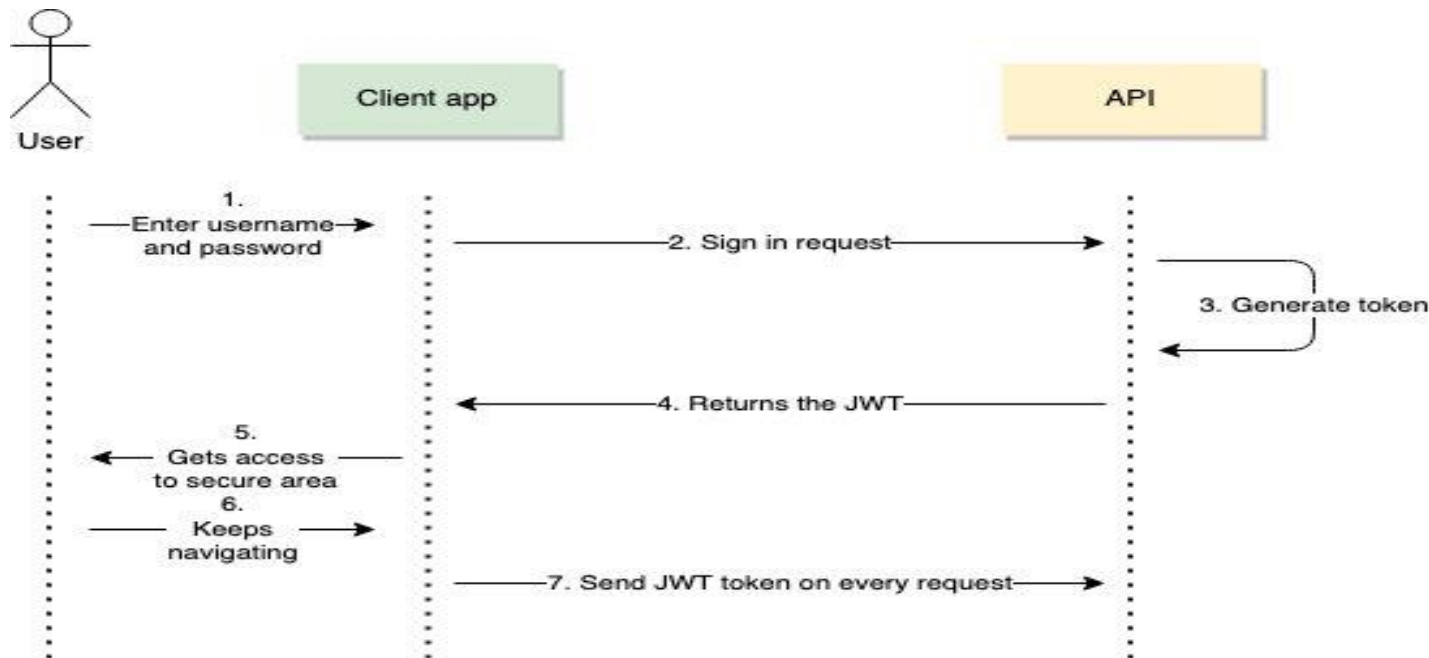 Client app
API
User
1.
Enter username
and password
2. Sign in request
3. Generate token
4. Returns the JWT
5.
Gets access
to secure area
6.
Keeps
navigating
7. Send JWT token on every request